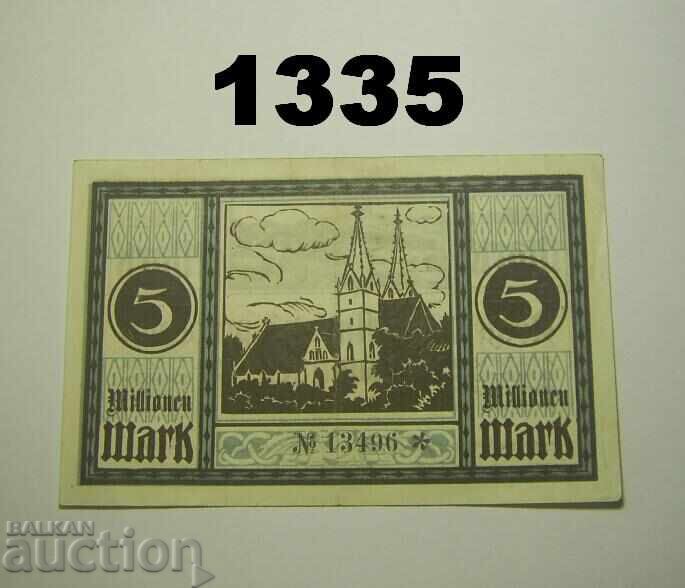 1335
5
Millionen
Mark
5
Millionen
Mark
№ 13496 *
BALKAN
auction